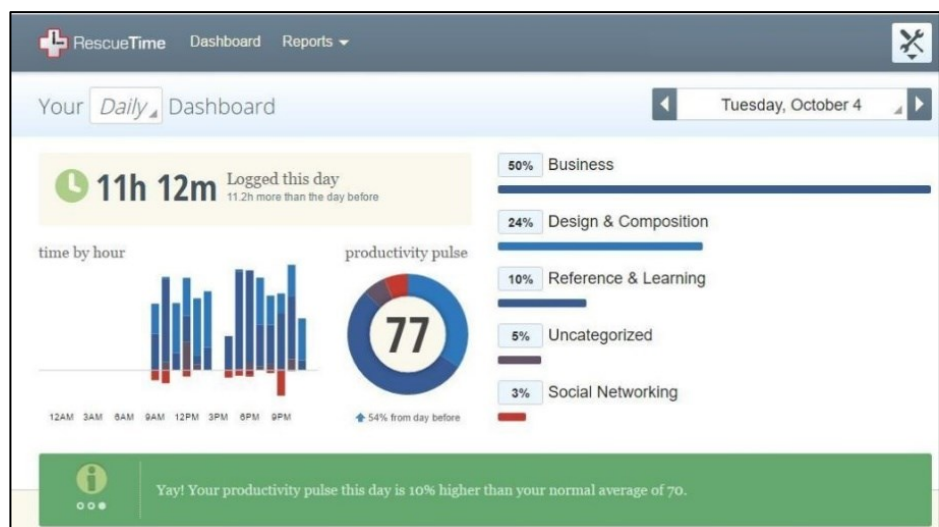 RescueTime Dashboard Reports
Your Daily Dashboard
Tuesday, October 4
11h 12m Logged this day
11.2h more than the day before
time by hour
12AM 3AM 6AM 9AM 12PM 3PM 6PM 9PM
productivity pulse
77
54% from day before
50% Business
24% Design & Composition
10% Reference & Learning
5% Uncategorized
3% Social Networking
Yay! Your productivity pulse this day is 10% higher than your normal average of 70.